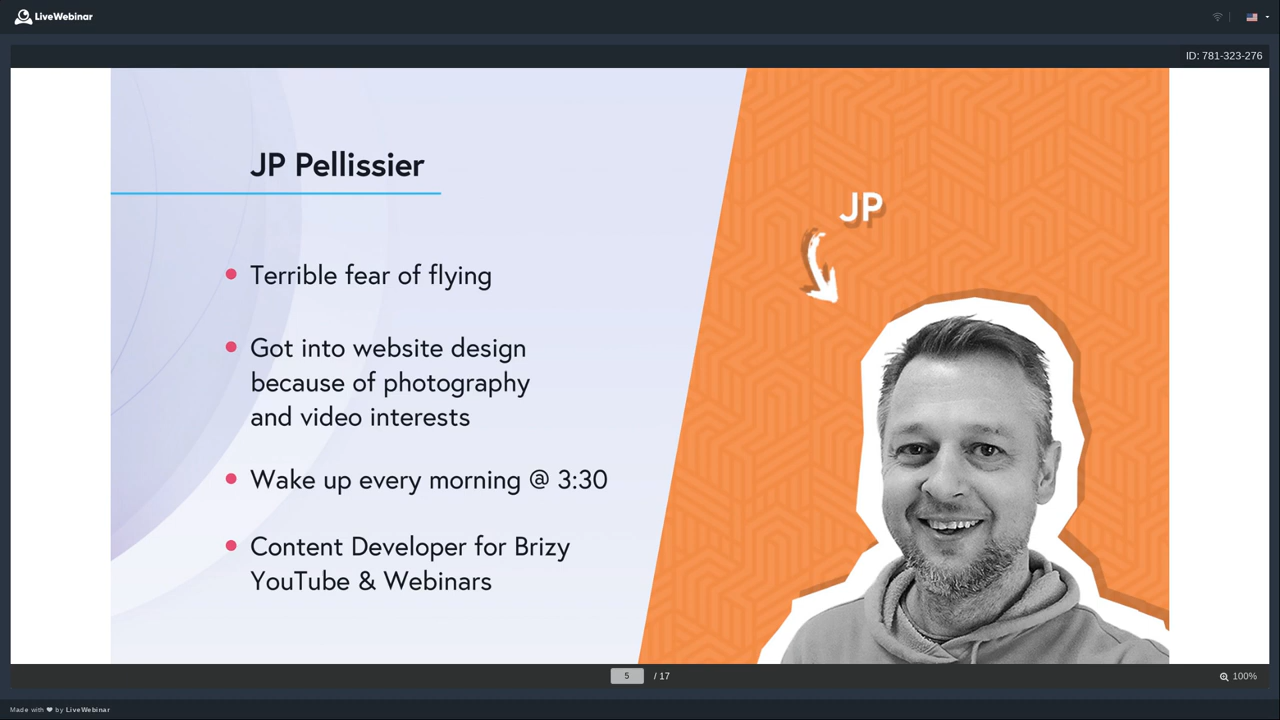 LiveWebinar
ID: 781-323-276
JP Pellissier
JP
Terrible fear of flying
Got into website design
because of photography
and video interests
Wake up every morning @ 3:30
Content Developer for Brizy
YouTube & Webinars
5 / 17
100%
Made with ❤ by LiveWebinar